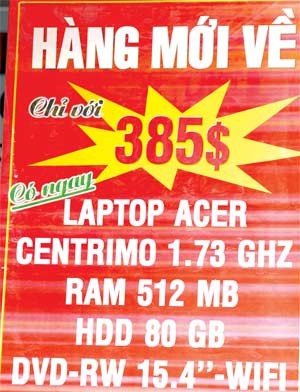 HÀNG MỚI VỀ
Chỉ với
385$
Có ngay
LAPTOP ACER
CENTRIMO 1.73 GHZ
RAM 512 MB
HDD 80 GB
DVD-RW 15.4”-WIFI